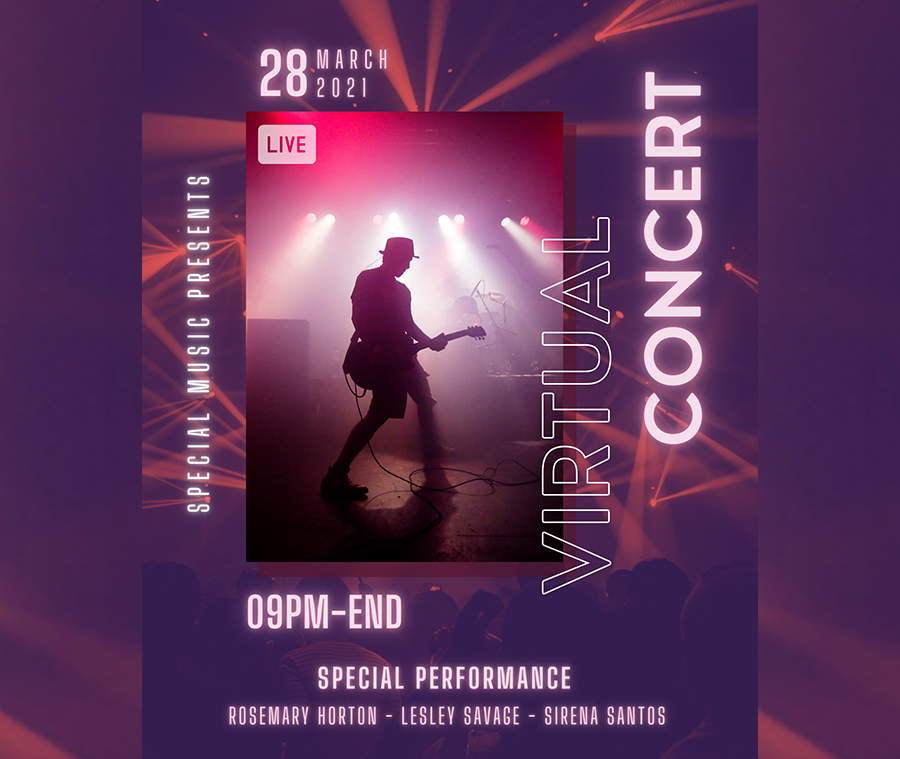 28 MARCH
2021
LIVE
SPECIAL MUSIC PRESENTS
VIRTUAL
CONCERT
09PM-END
SPECIAL PERFORMANCE
ROSEMARY HORTON - LESLEY SAVAGE - SIRENA SANTOS